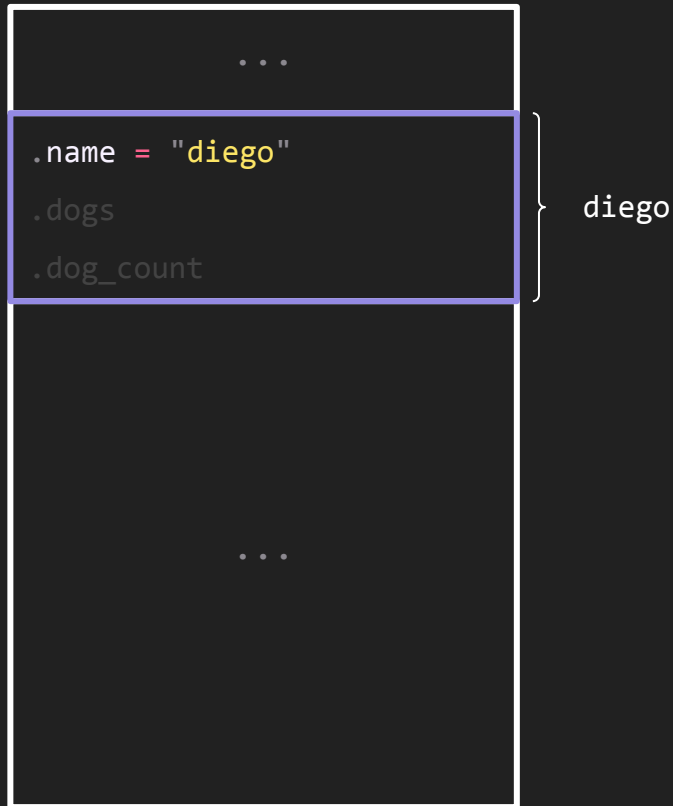 ...
.name = "diego"
.dogs
diego
.dog_count
...